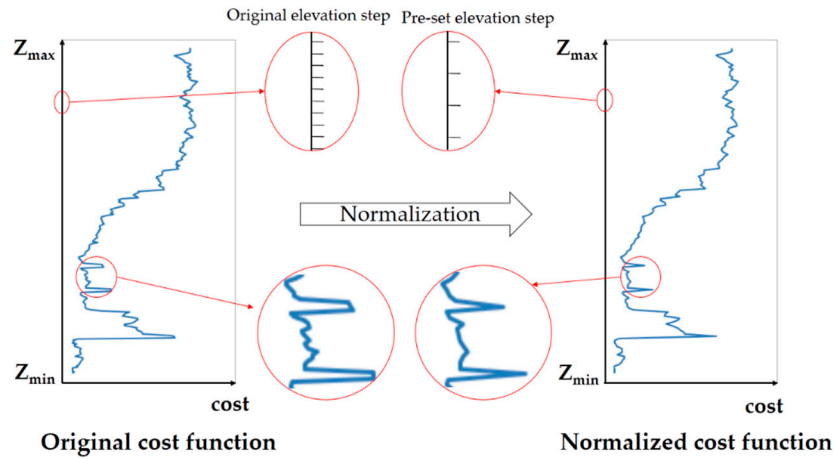 Original elevation step
Pre-set elevation step
Zmax
Zmax
Normalization
Zmin
Zmin
cost
cost
Original cost function
Normalized cost function